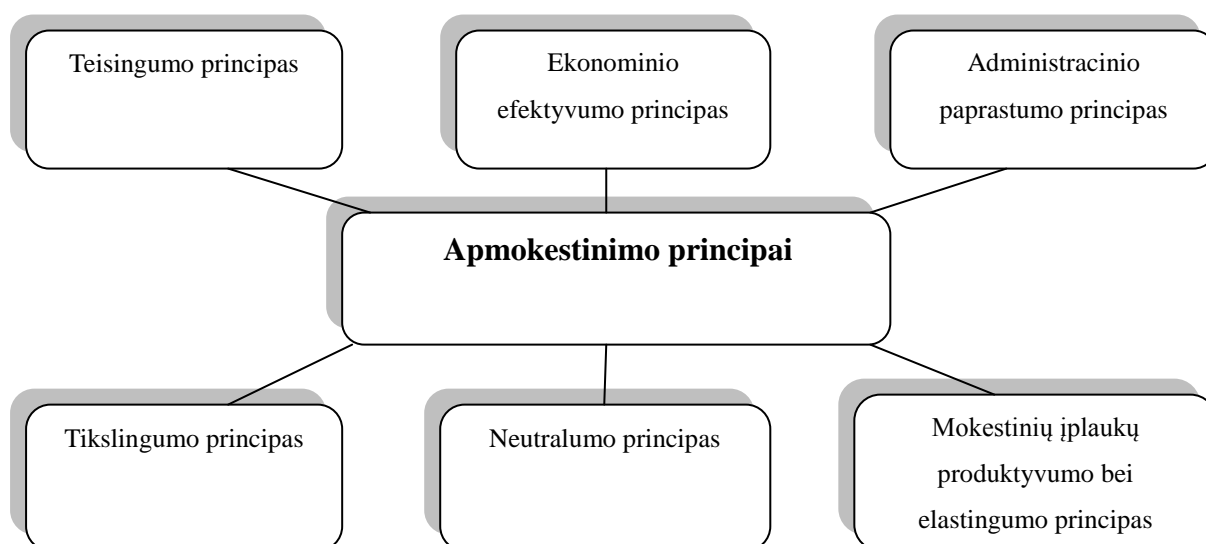 Teisingumo principas
Ekonominio
efektyvumo principas
Administracinio
paprastumo principas
Apmokestinimo principai
Tikslingumo principas
Neutralumo principas
Mokestinių įplaukų
produktyvumo bei
elastingumo principas